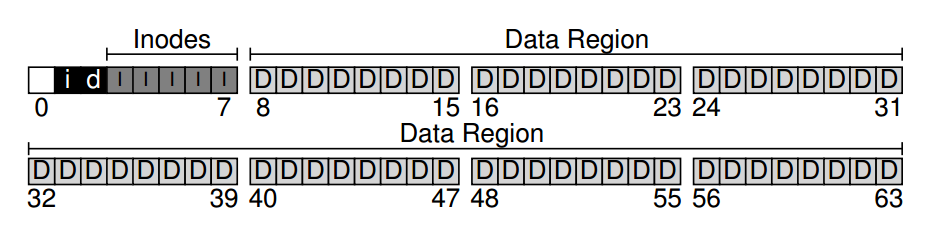 Inodes Data Region
i d I I I I I D D D D D D D D D D D D D D D D D D D D D D D D
0 7 8 15 16 23 24 31
Data Region
D D D D D D D D D D D D D D D D D D D D D D D D D D D D D D D D
32 39 40 47 48 55 56 63